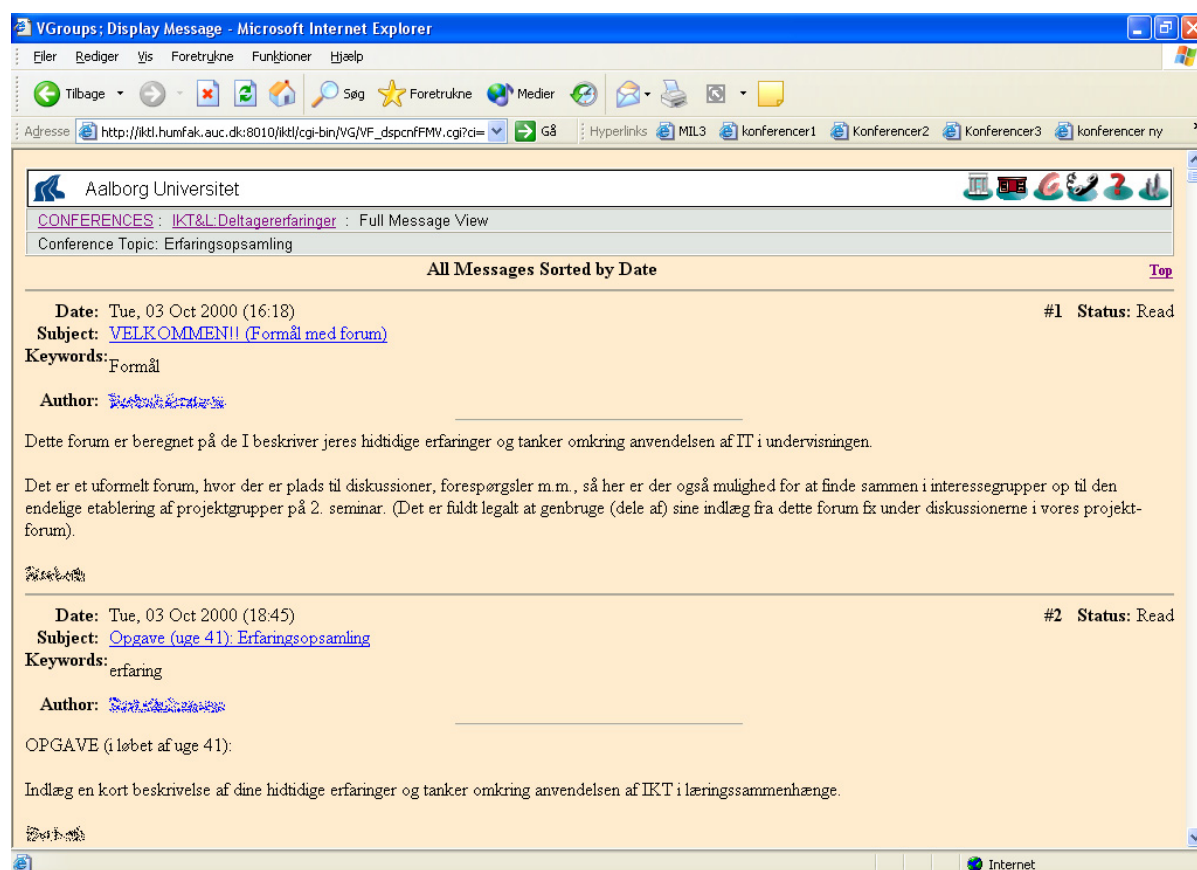 VGroups; Display Message - Microsoft Internet Explorer
Filer Rediger Vis Foretrukne Funktioner Hjælp
Tilbage Søg Foretrukne Medier
Adresse http://iktl.humfak.auc.dk:8010/iktl/cgi-bin/VG/VF_dspcnfFMV.cgi?ci= Gå Hyperlinks MIL3 konferencer1 Konferencer2 Konferencer3 konferencer ny »
Aalborg Universitet
CONFERENCES : IKT&L:Deltagererfaringer : Full Message View
Conference Topic: Erfaringsopsamling
All Messages Sorted by Date Top
Date: Tue, 03 Oct 2000 (16:18) #1 Status: Read
Subject: VELKOMMEN!! (Formål med forum)
Keywords: Formål
Author:
Dette forum er beregnet på de I beskriver jeres hidtidige erfaringer og tanker omkring anvendelsen af IT i undervisningen.
Det er et uformelt forum, hvor der er plads til diskussioner, forespørgsler m.m., så her er der også mulighed for at finde sammen i interessegrupper op til den
endelige etablering af projektgrupper på 2. seminar. (Det er fuldt legalt at genbruge (dele af) sine indlæg fra dette forum fx under diskussionerne i vores projekt-
forum).
Date: Tue, 03 Oct 2000 (18:45) #2 Status: Read
Subject: Opgave (uge 41): Erfaringsopsamling
Keywords: erfaring
Author:
OPGAVE (i løbet af uge 41):
Indlæg en kort beskrivelse af dine hidtidige erfaringer og tanker omkring anvendelsen af IKT i læringssammenhænge.
Internet